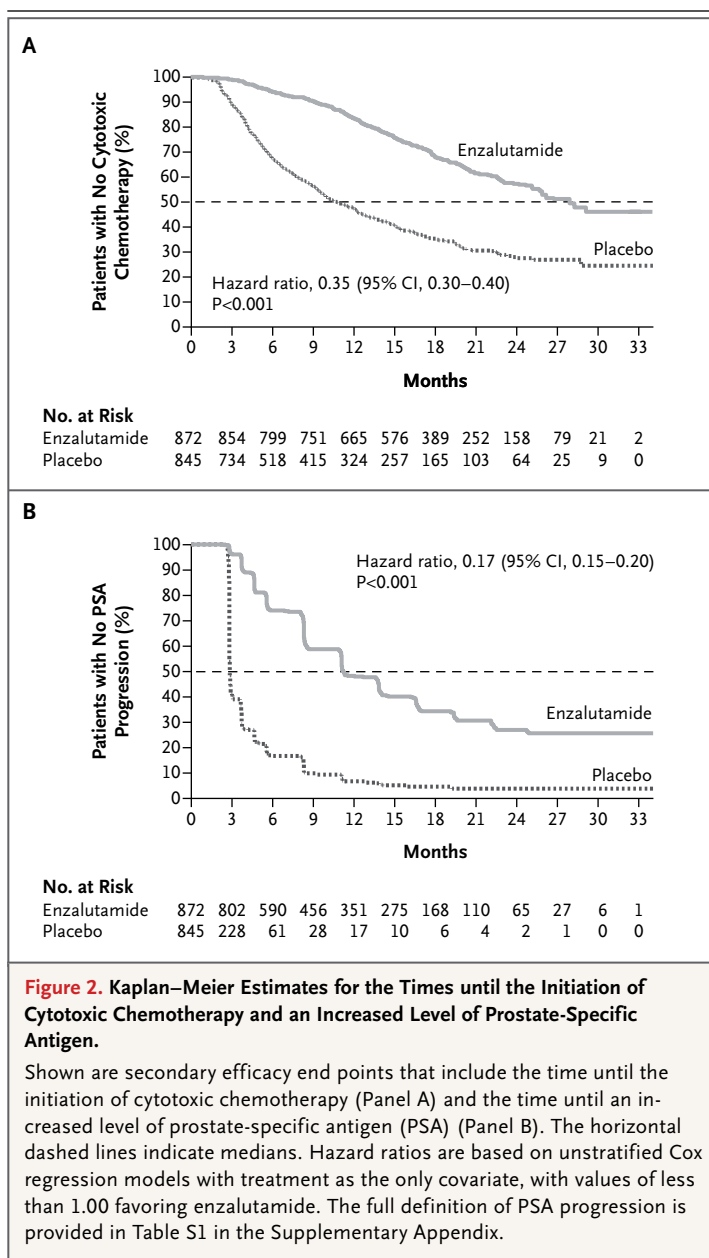 A
Patients with No Cytotoxic
Chemotherapy (%)
100
90
80
70
60
50
40
30
20
10
0
Enzalutamide
Placebo
Hazard ratio, 0.35 (95% CI, 0.30–0.40)
P<0.001
0 3 6 9 12 15 18 21 24 27 30 33
Months
No. at Risk
Enzalutamide 872 854 799 751 665 576 389 252 158 79 21 2
Placebo 845 734 518 415 324 257 165 103 64 25 9 0
B
Patients with No PSA
Progression (%)
100
90
80
70
60
50
40
30
20
10
0
Hazard ratio, 0.17 (95% CI, 0.15–0.20)
P<0.001
Enzalutamide
Placebo
0 3 6 9 12 15 18 21 24 27 30 33
Months
No. at Risk
Enzalutamide 872 802 590 456 351 275 168 110 65 27 6 1
Placebo 845 228 61 28 17 10 6 4 2 1 0 0
Figure 2. Kaplan–Meier Estimates for the Times until the Initiation of
Cytotoxic Chemotherapy and an Increased Level of Prostate-Specific
Antigen.
Shown are secondary efficacy end points that include the time until the
initiation of cytotoxic chemotherapy (Panel A) and the time until an in-
creased level of prostate-specific antigen (PSA) (Panel B). The horizontal
dashed lines indicate medians. Hazard ratios are based on unstratified Cox
regression models with treatment as the only covariate, with values of less
than 1.00 favoring enzalutamide. The full definition of PSA progression is
provided in Table S1 in the Supplementary Appendix.